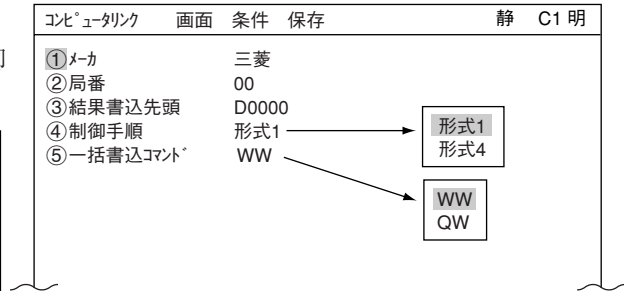 コンピュータリンク 画面 条件 保存 静 C1 明
①メーカ 三菱
②局番 00
③結果書込先頭 D0000
④制御手順 形式1
⑤一括書込コマンド WW
形式1
形式4
WW
QW